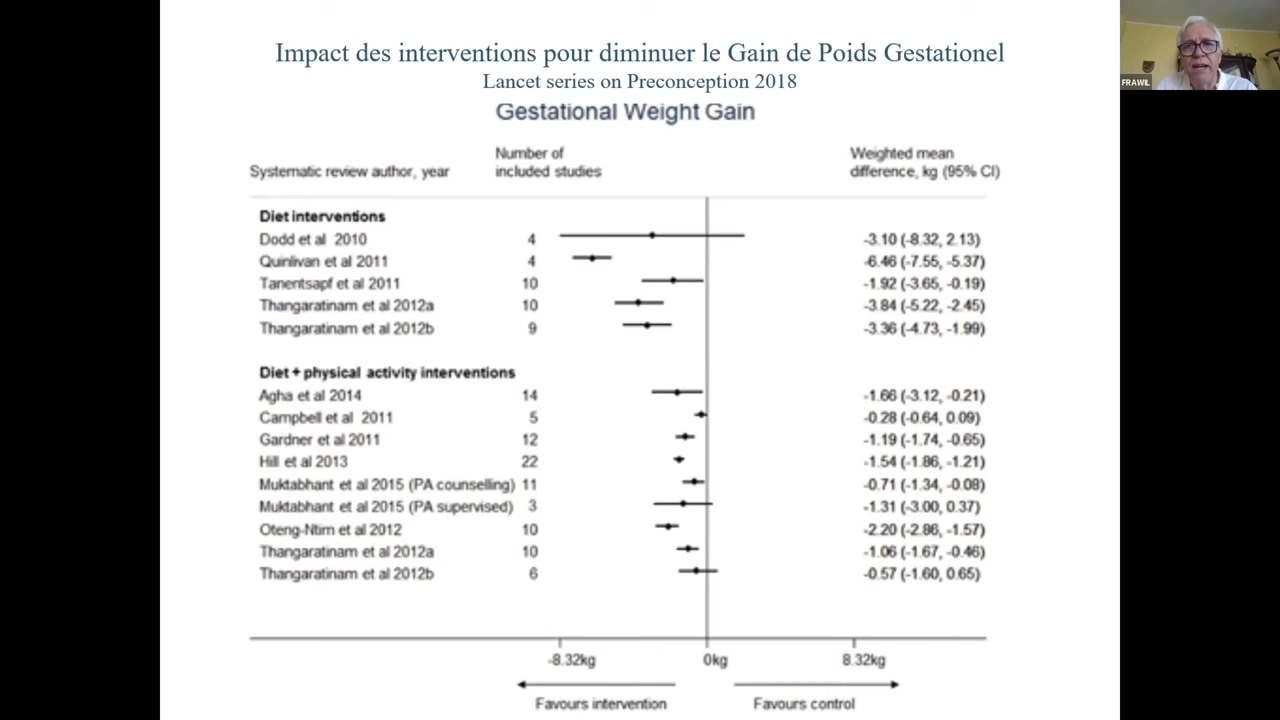 Impact des interventions pour diminuer le Gain de Poids Gestationel
Lancet series on Preconception 2018
Gestational Weight Gain
FRAWIL
Systematic review author, year Number of included studies Weighted mean difference, kg (95% CI)
Diet interventions
Dodd et al 2010 4 -3.10 (-8.32, 2.13)
Quinlivan et al 2011 4 -6.46 (-7.55, -5.37)
Tanentsapf et al 2011 10 -1.92 (-3.65, -0.19)
Thangaratinam et al 2012a 10 -3.84 (-5.22, -2.45)
Thangaratinam et al 2012b 9 -3.36 (-4.73, -1.99)
Diet + physical activity interventions
Agha et al 2014 14 -1.66 (-3.12, -0.21)
Campbell et al 2011 5 -0.28 (-0.64, 0.09)
Gardner et al 2011 12 -1.19 (-1.74, -0.65)
Hill et al 2013 22 -1.54 (-1.86, -1.21)
Muktabhant et al 2015 (PA counselling) 11 -0.71 (-1.34, -0.08)
Muktabhant et al 2015 (PA supervised) 3 -1.31 (-3.00, 0.37)
Oteng-Ntim et al 2012 10 -2.20 (-2.86, -1.57)
Thangaratinam et al 2012a 10 -1.06 (-1.67, -0.46)
Thangaratinam et al 2012b 6 -0.57 (-1.60, 0.65)
-8.32kg 0kg 8.32kg
Favours intervention Favours control